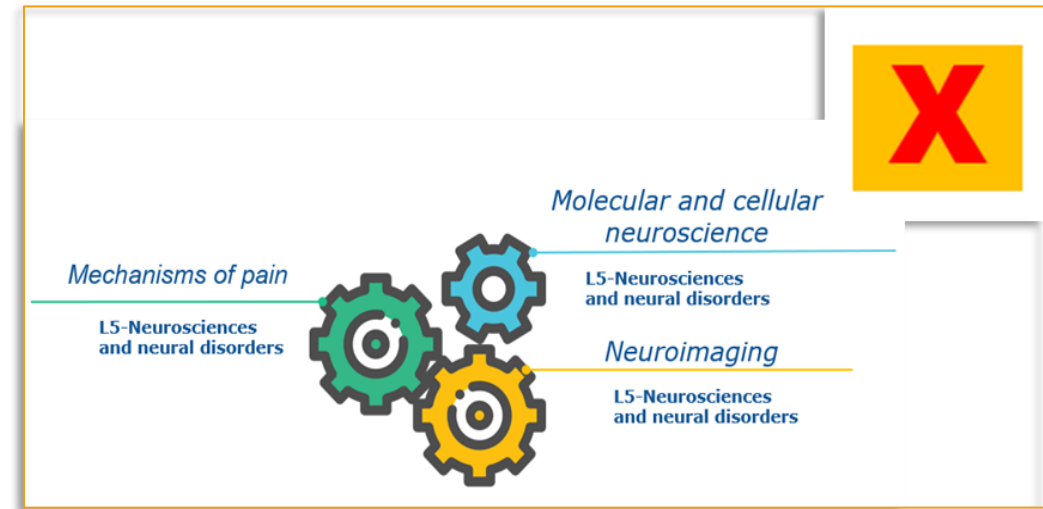 X
Molecular and cellular
neuroscience
L5-Neurosciences
and neural disorders
Mechanisms of pain
L5-Neurosciences
and neural disorders
Neuroimaging
L5-Neurosciences
and neural disorders